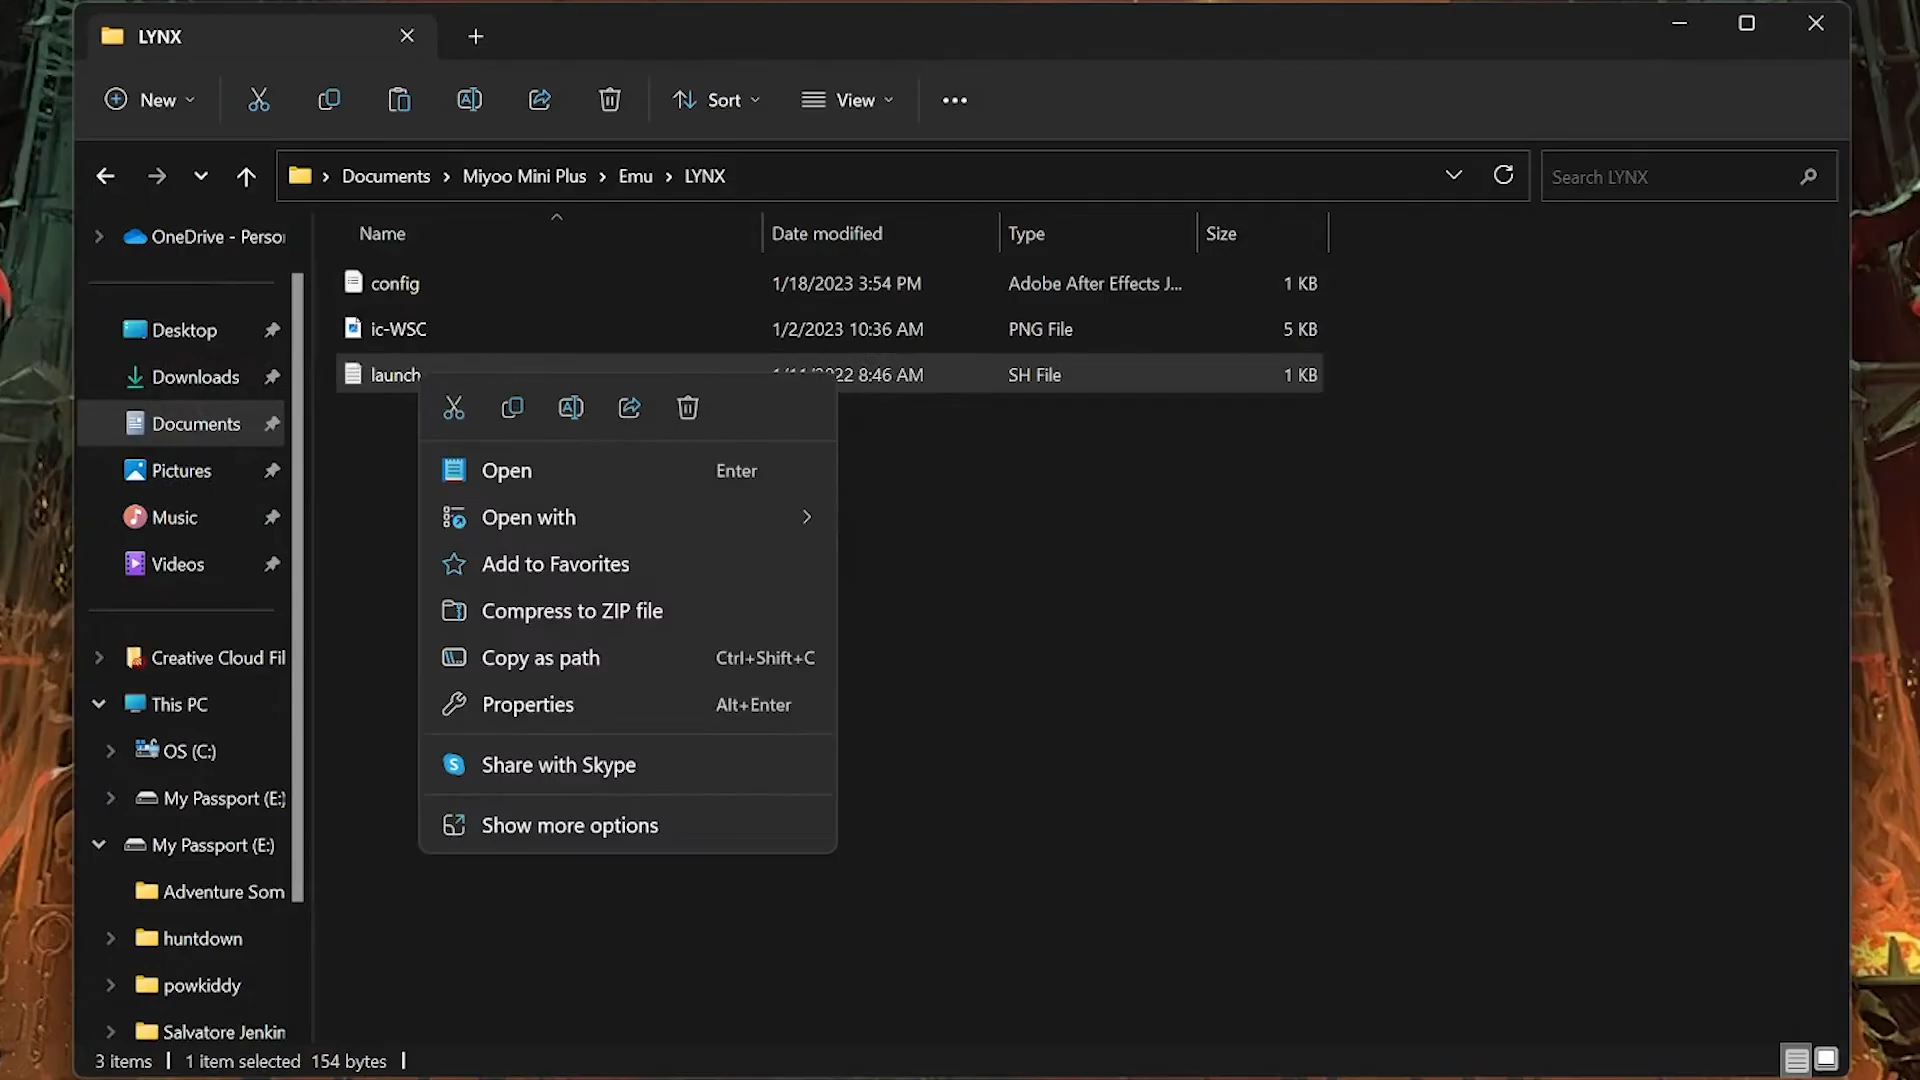 LYNX
New
Sort
View
Documents
Miyoo Mini Plus
Emu
LYNX
Search LYNX
OneDrive - Person
Name
Date modified
Type
Size
config
1/18/2023 3:54 PM
Adobe After Effects J...
1 KB
ic-WSC
1/2/2023 10:36 AM
PNG File
5 KB
launch
22 8:46 AM
SH File
1 KB
Desktop
Downloads
Documents
Pictures
Music
Videos
Creative Cloud Fil
This PC
OS (C:)
My Passport (E:)
My Passport (E:)
Adventure Som
huntdown
powkiddy
Salvatore Jenkin
Open
Enter
Open with
Add to Favorites
Compress to ZIP file
Copy as path
Ctrl+Shift+C
Properties
Alt+Enter
Share with Skype
Show more options
3 items
1 item selected 154 bytes